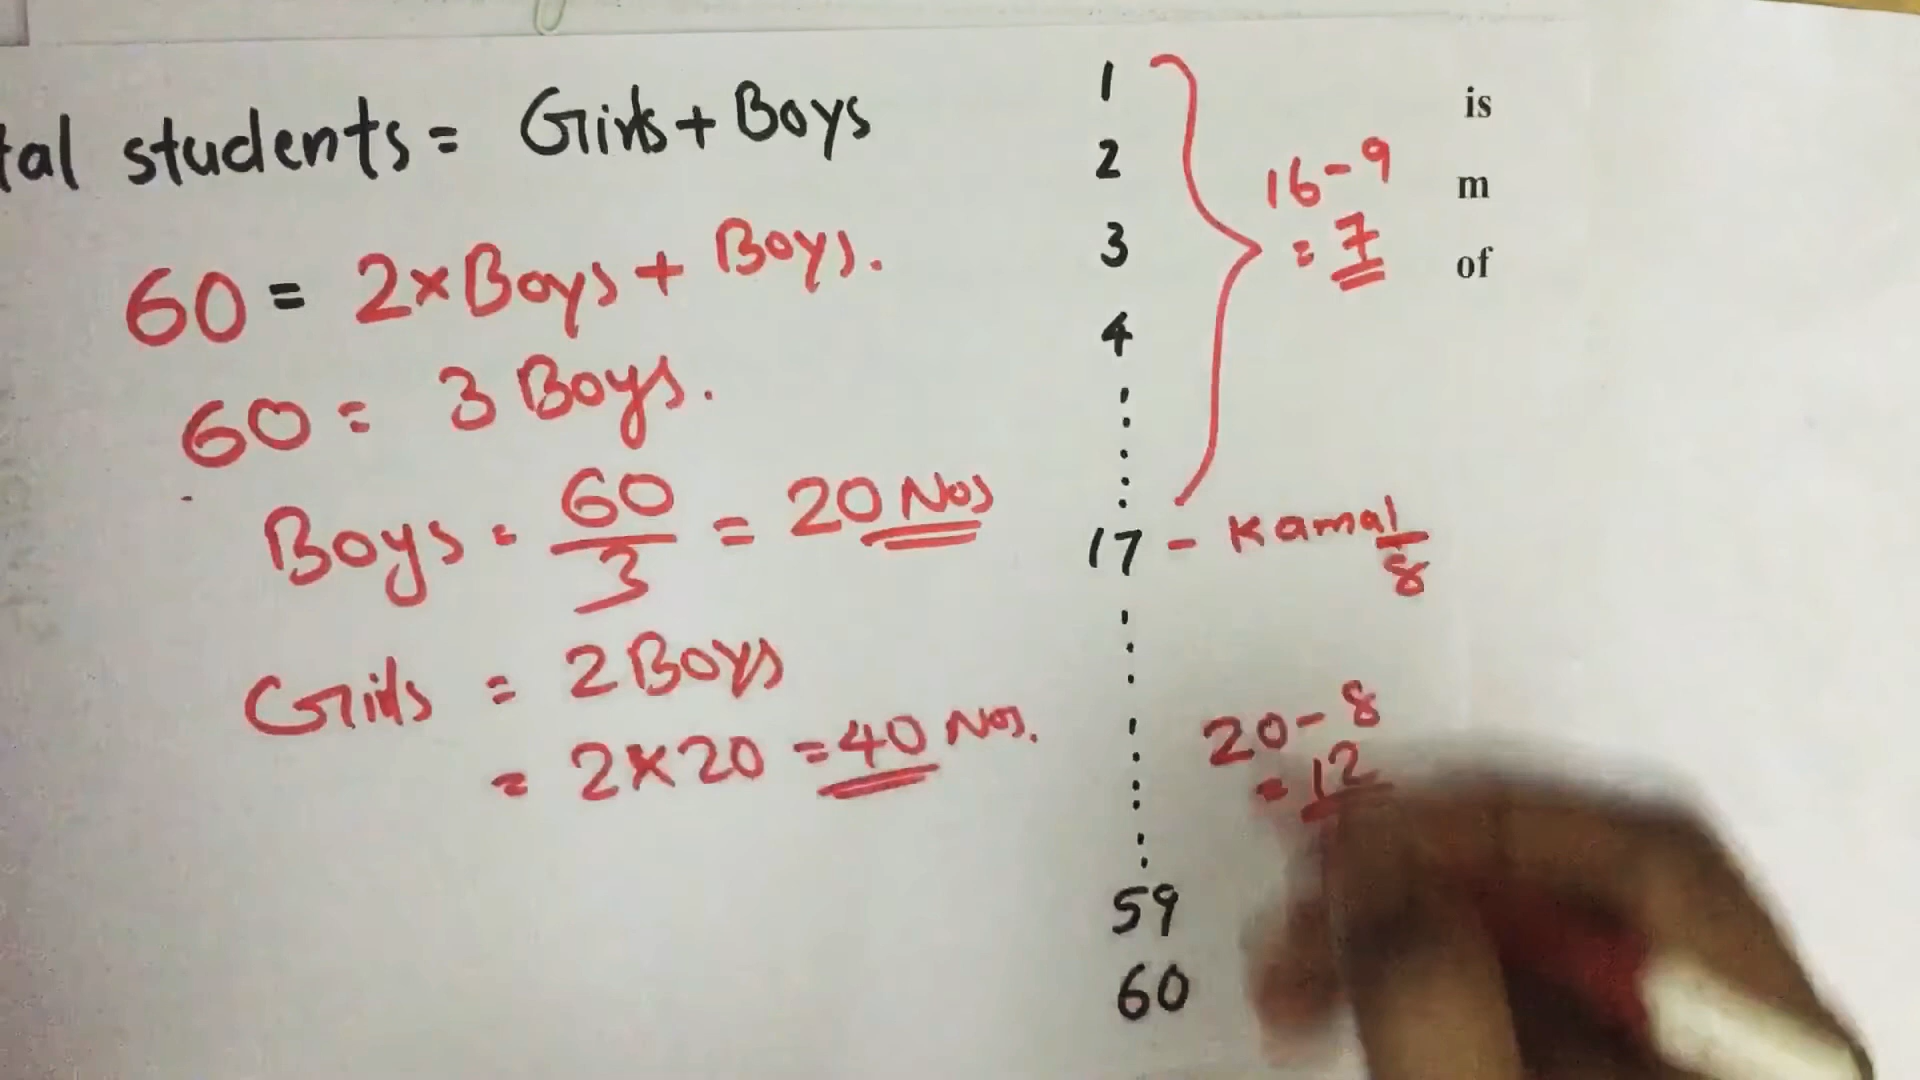 tal students = Girls + Boys
60 = 2×Boys + Boys.
60 = 3 Boys.
Boys = 60/3 = 20 Nos
Girls = 2 Boys
= 2×20 = 40 Nos.
1
2
3
4
17 - Kamal
8
59
60
16-9
= 7
20-8
= 12
is
m
of